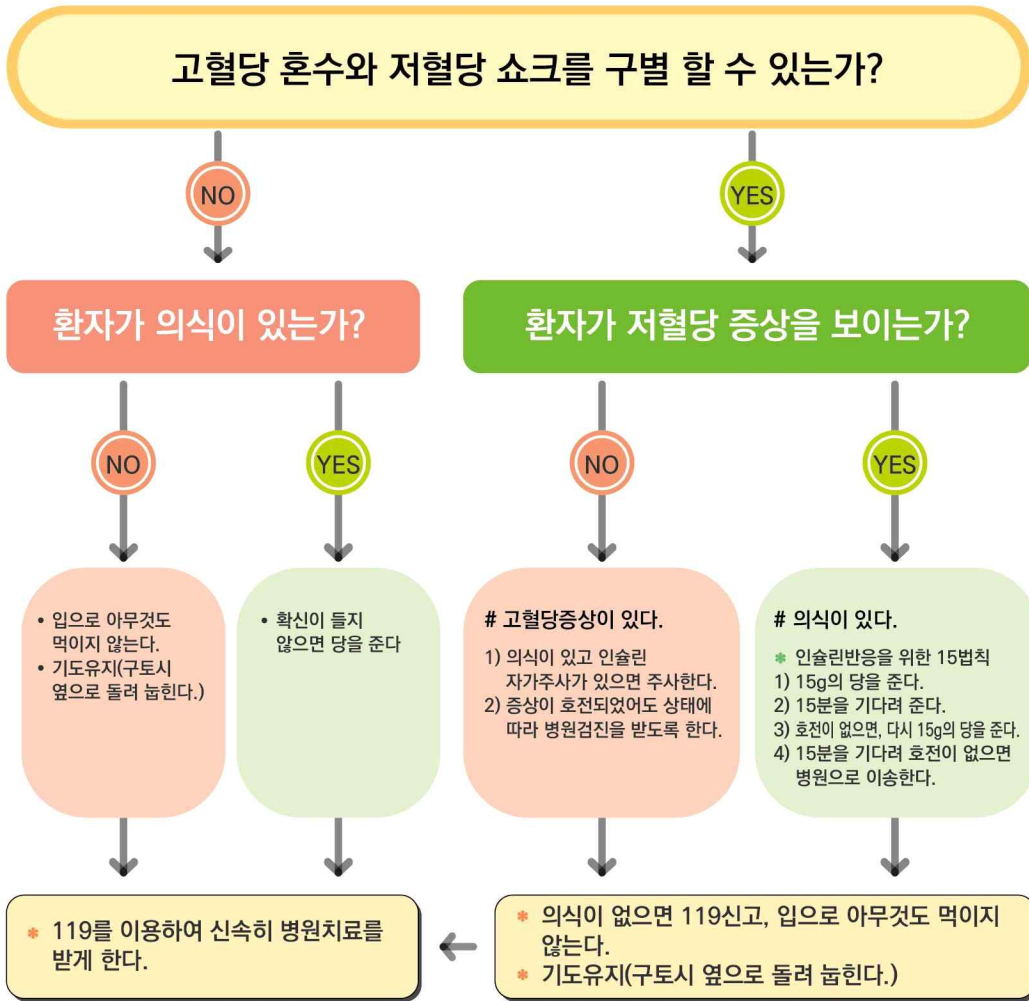 고혈당 혼수와 저혈당 쇼크를 구별 할 수 있는가?
NO
YES
환자가 의식이 있는가?
환자가 저혈당 증상을 보이는가?
NO
YES
NO
YES
• 입으로 아무것도
먹이지 않는다.
• 기도유지(구토시
옆으로 돌려 눕힌다.)
• 확신이 들지
않으면 당을 준다
# 고혈당증상이 있다.
1) 의식이 있고 인슐린
자가주사가 있으면 주사한다.
2) 증상이 호전되었어도 상태에
따라 병원검진을 받도록 한다.
# 의식이 있다.
* 인슐린반응을 위한 15법칙
1) 15g의 당을 준다.
2) 15분을 기다려 준다.
3) 호전이 없으면, 다시 15g의 당을 준다.
4) 15분을 기다려 호전이 없으면
병원으로 이송한다.
* 119를 이용하여 신속히 병원치료를
받게 한다.
* 의식이 없으면 119신고, 입으로 아무것도 먹이지
않는다.
* 기도유지(구토시 옆으로 돌려 눕힌다.)